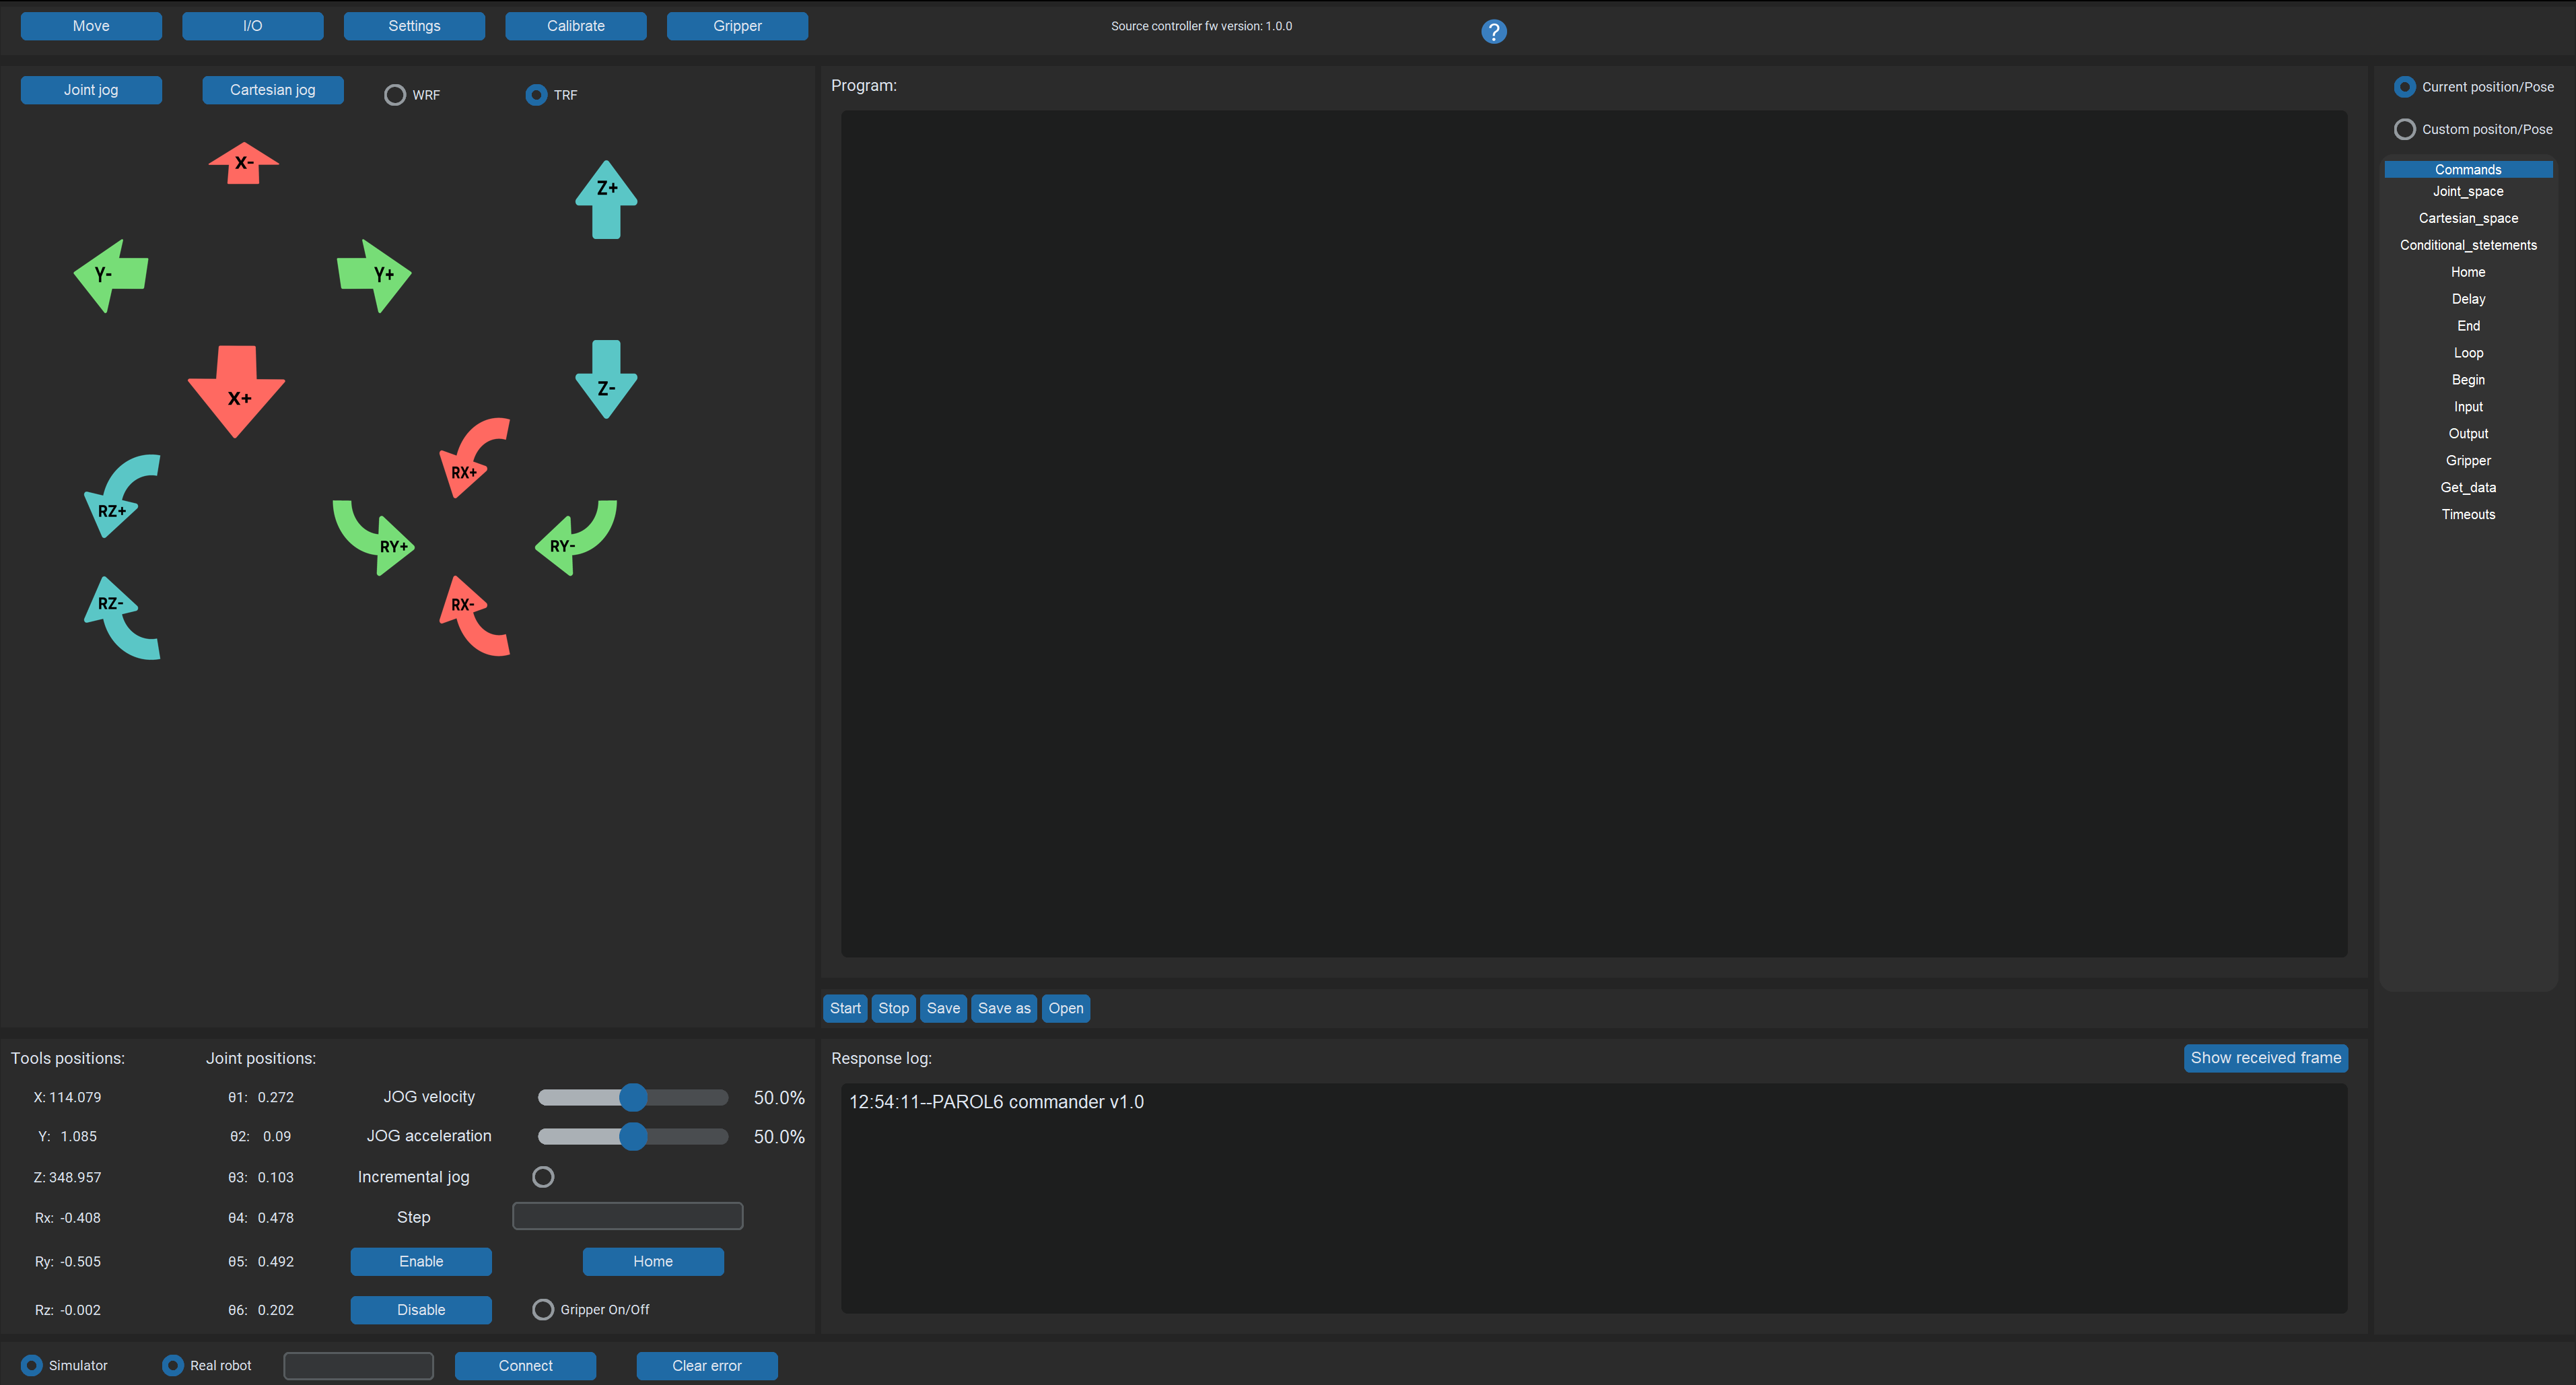 Move I/O Settings Calibrate Gripper Source controller fw version: 1.0.0 ?
Joint jog Cartesian jog WRF TRF
X-
Z+
Y- Y+
X+
Z-
RX+
RZ+
RY+ RY-
RZ- RX-
Program:
Current position/Pose
Custom positon/Pose
Commands
Joint_space
Cartesian_space
Conditional_stetements
Home
Delay
End
Loop
Begin
Input
Output
Gripper
Get_data
Timeouts
Start Stop Save Save as Open
Tools positions: Joint positions:
X: 114.079 θ1: 0.272 JOG velocity 50.0%
Y: 1.085 θ2: 0.09 JOG acceleration 50.0%
Z: 348.957 θ3: 0.103 Incremental jog
Rx: -0.408 θ4: 0.478 Step
Ry: -0.505 θ5: 0.492 Enable Home
Rz: -0.002 θ6: 0.202 Disable Gripper On/Off
Response log: Show received frame
12:54:11--PAROL6 commander v1.0
Simulator Real robot Connect Clear error